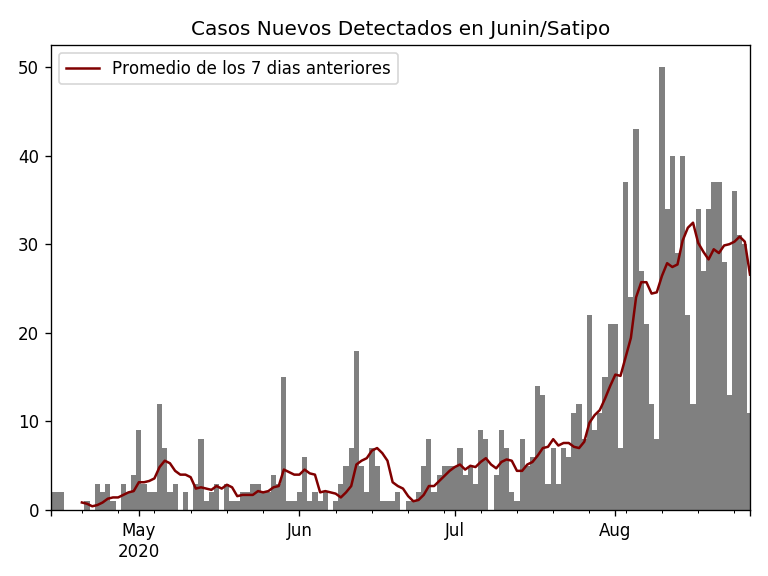 Casos Nuevos Detectados en Junin/Satipo
Promedio de los 7 dias anteriores
50
40
30
20
10
0
May
2020
Jun
Jul
Aug